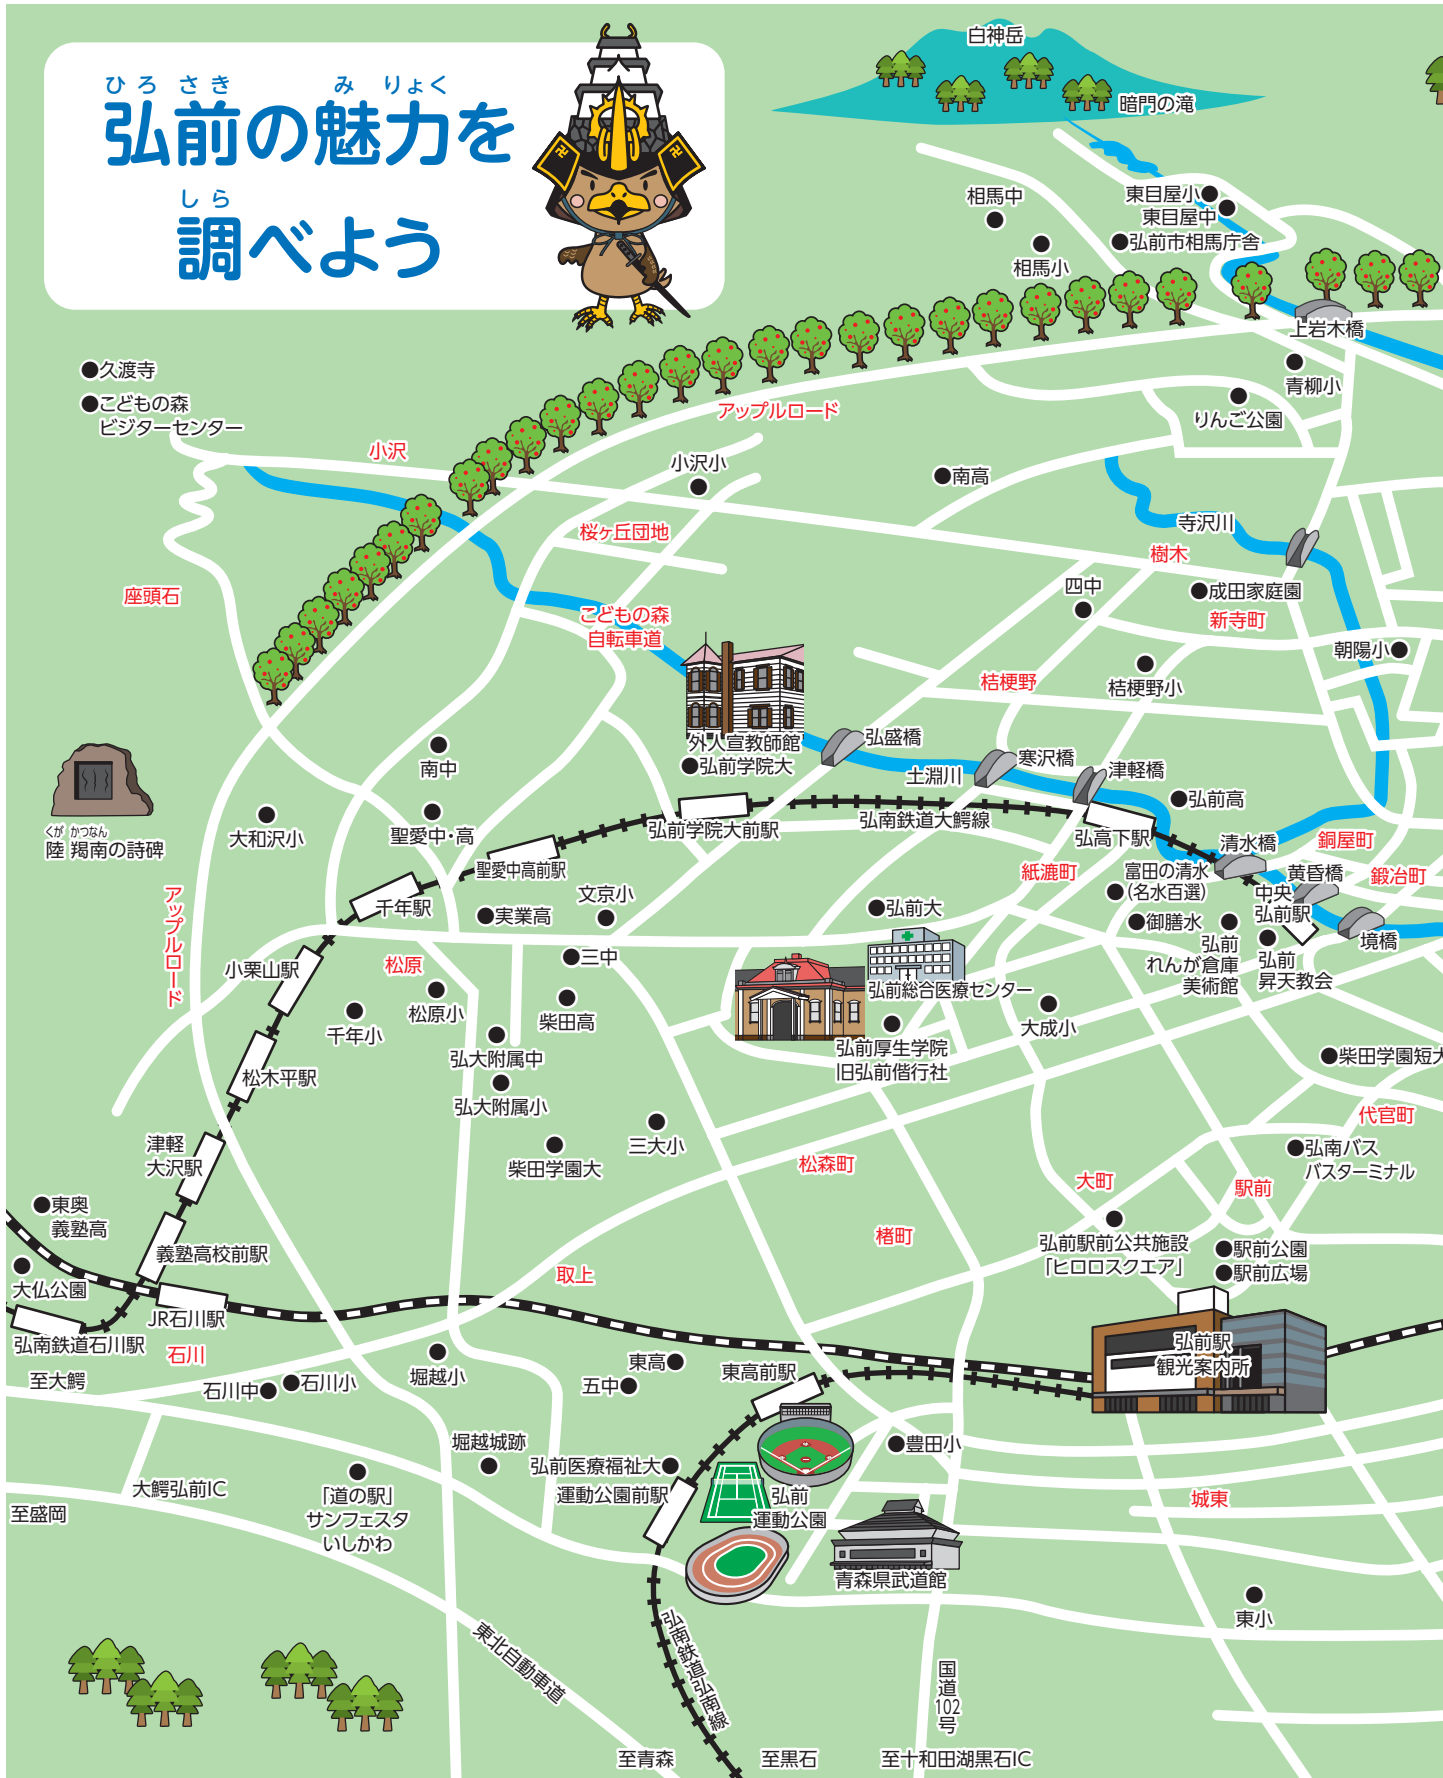 ひろ さき み りょく
弘前の魅力を
しら
調べよう
卍 卍
白神岳
暗門の滝
相馬中
東目屋小
東目屋中
弘前市相馬庁舎
相馬小
上岩木橋
久渡寺
青柳小
こどもの森
ビジターセンター
アップルロード
りんご公園
小沢
小沢小
南高
寺沢川
桜ヶ丘団地
樹木
座頭石
四中
成田家庭園
こどもの森
自転車道
新寺町
朝陽小
桔梗野
桔梗野小
外人宣教師館
弘前学院大
弘盛橋
土淵川
寒沢橋
津軽橋
南中
弘前高
くが かつなん
陸 羯南の詩碑
大和沢小
聖愛中・高
弘前学院大前駅
弘南鉄道大鰐線
弘高下駅
清水橋
銅屋町
聖愛中高前駅
紙漉町
富田の清水
(名水百選)
黄昏橋
鍛冶町
アップルロード
千年駅
実業高
文京小
弘前大
中央
弘前駅
御膳水
境橋
弘前
れんが倉庫
美術館
弘前
昇天教会
小栗山駅
松原
三中
松原小
柴田高
弘前総合医療センター
千年小
大成小
弘大附属中
弘前厚生学院
旧弘前偕行社
柴田学園短大
松木平駅
弘大附属小
代官町
津軽
大沢駅
三大小
柴田学園大
松森町
弘南バス
バスターミナル
大町
駅前
東奥
義塾高
義塾高校前駅
楮町
弘前駅前公共施設
「ヒロロスクエア」
駅前公園
駅前広場
大仏公園
取上
JR石川駅
弘南鉄道石川駅
石川
弘前駅
観光案内所
至大鰐
石川中
石川小
堀越小
東高
五中
東高前駅
堀越城跡
豊田小
弘前医療福祉大
運動公園前駅
大鰐弘前IC
弘前
運動公園
城東
至盛岡
「道の駅」
サンフェスタ
いしかわ
青森県武道館
東小
東北自動車道
弘南鉄道弘南線
国道102号
至青森
至黒石
至十和田湖黒石IC